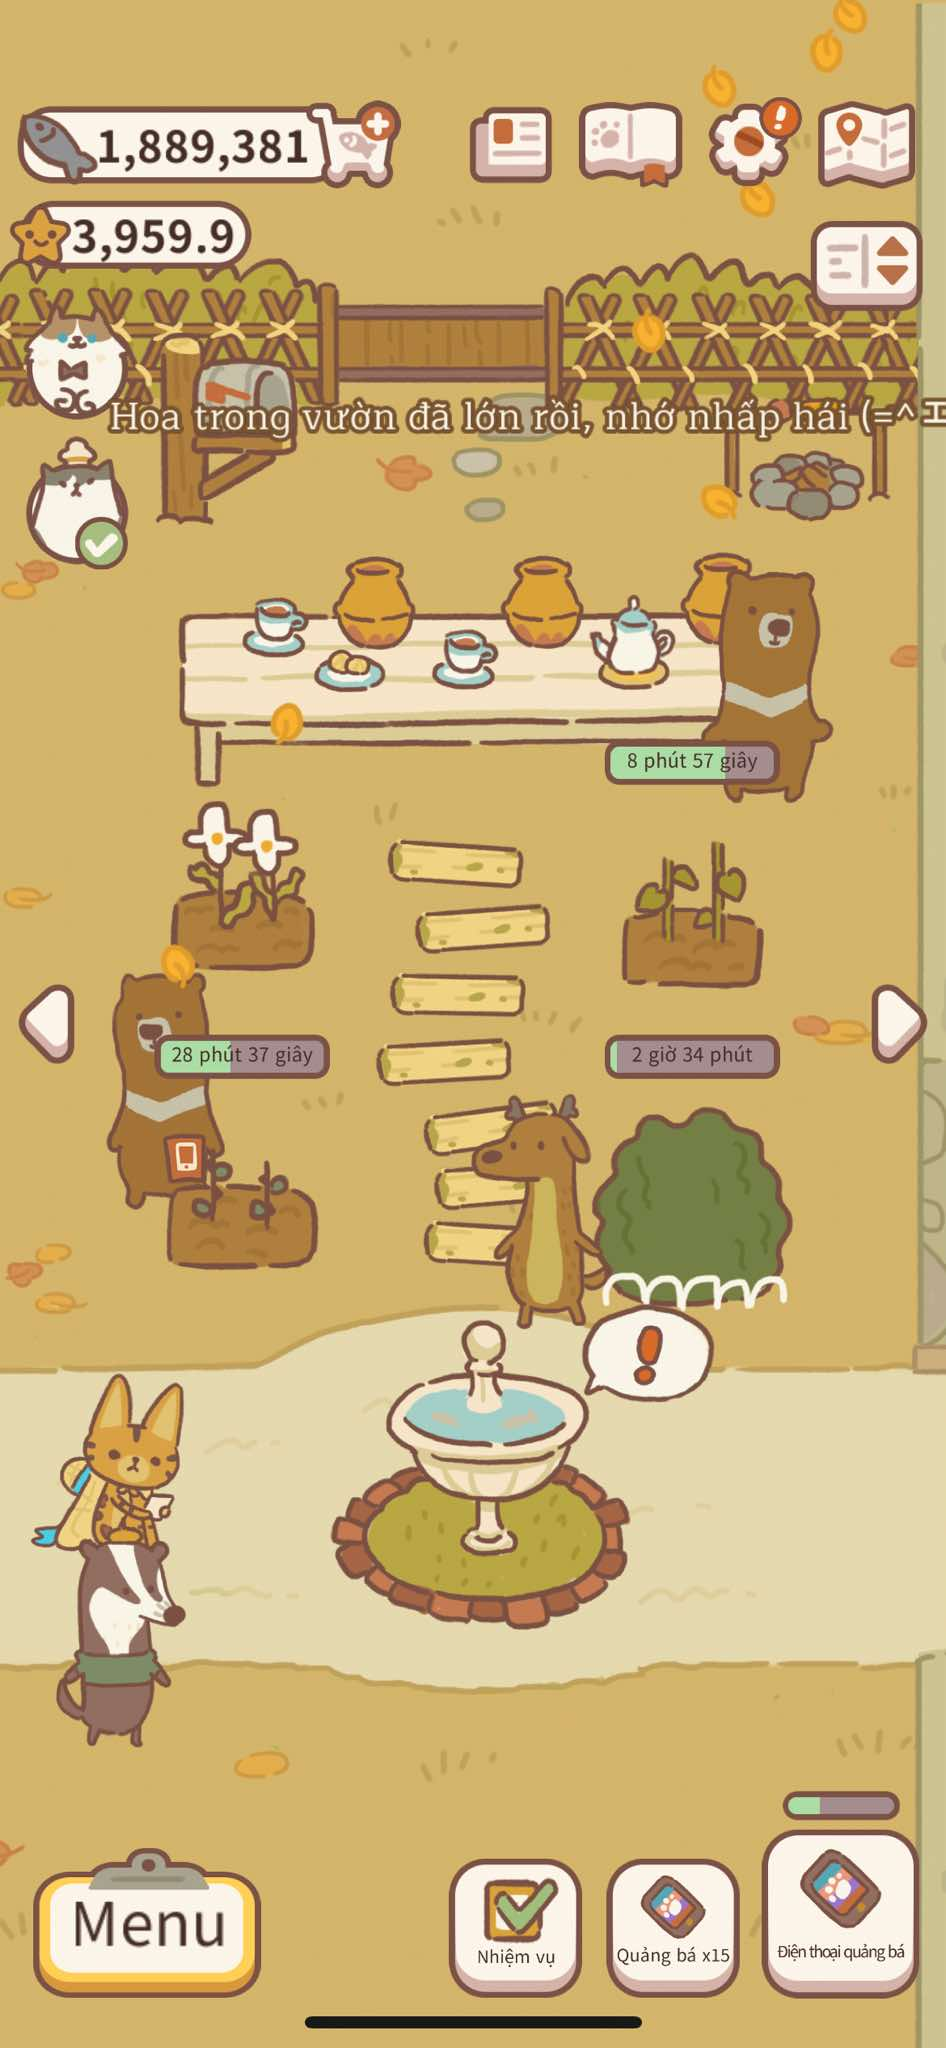 1,889,381
3,959.9
Hoa trong vườn đã lớn rồi, nhớ nhấp hái (=^エ
8 phút 57 giây
28 phút 37 giây
2 giờ 34 phút
!
Menu
Nhiệm vụ
Quảng bá x15
Điện thoại quảng bá